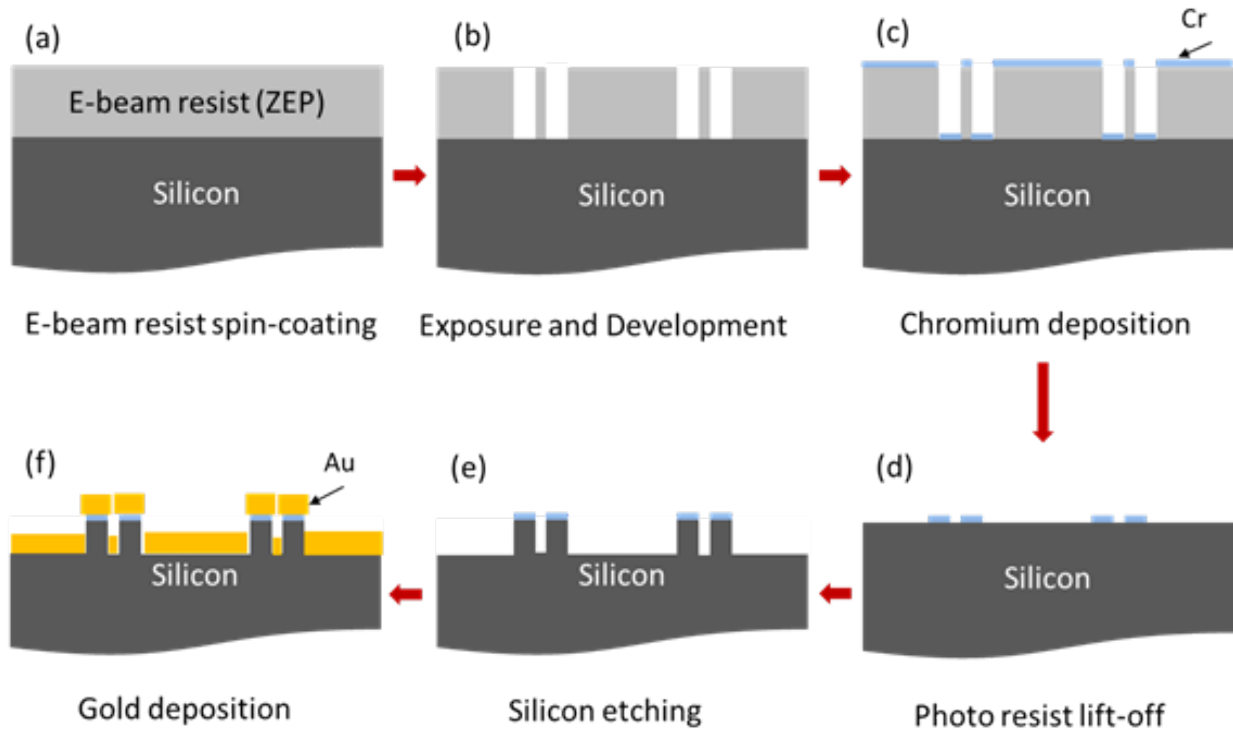 (a)
E-beam resist (ZEP)
Silicon
E-beam resist spin-coating
(b)
Silicon
Exposure and Development
(c)
Cr
Silicon
Chromium deposition
(d)
Silicon
Photo resist lift-off
(e)
Silicon
Silicon etching
(f)
Au
Silicon
Gold deposition